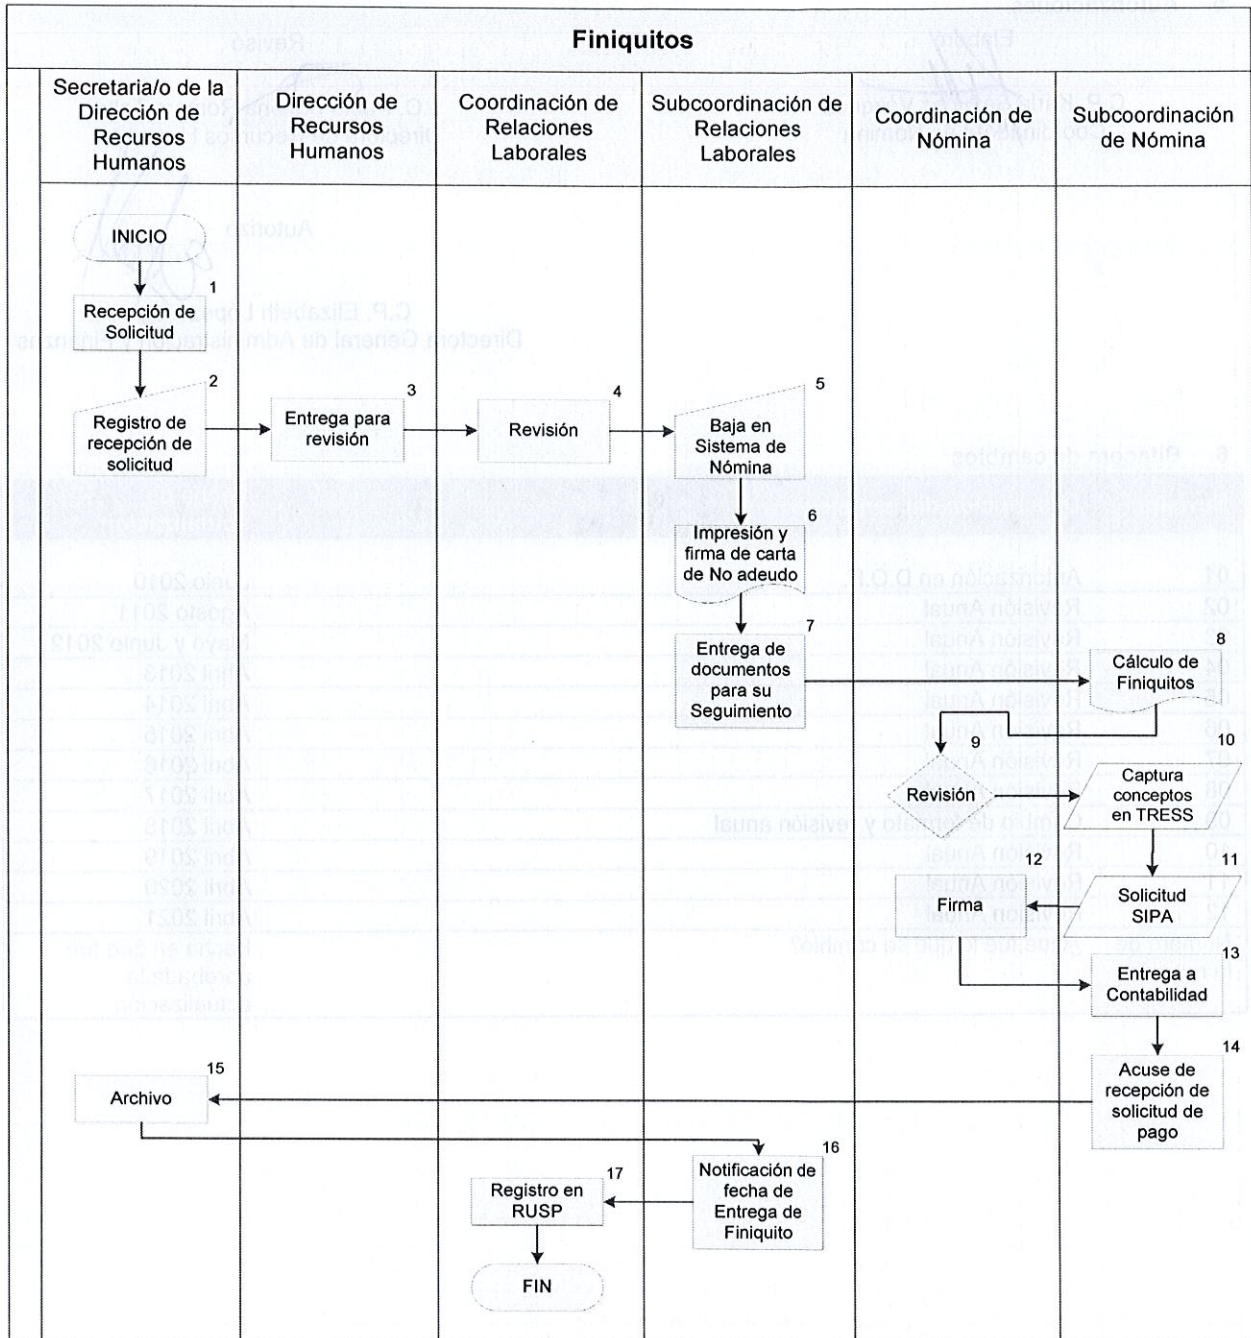 Finiquitos
Secretaria/o de la
Dirección de
Recursos
Humanos
Dirección de
Recursos
Humanos
Coordinación de
Relaciones
Laborales
Subcoordinación de
Relaciones
Laborales
Coordinación de
Nómina
Subcoordinación
de Nómina
INICIO
1
Recepción de
Solicitud
2
Registro de
recepción de
solicitud
3
Entrega para
revisión
4
Revisión
5
Baja en
Sistema de
Nómina
6
Impresión y
firma de carta
de No adeudo
7
Entrega de
documentos
para su
Seguimiento
8
Cálculo de
Finiquitos
9
Revisión
10
Captura
conceptos
en TRESS
11
Solicitud
SIPA
12
Firma
13
Entrega a
Contabilidad
14
Acuse de
recepción de
solicitud de
pago
15
Archivo
16
Notificación de
fecha de
Entrega de
Finiquito
17
Registro en
RUSP
FIN